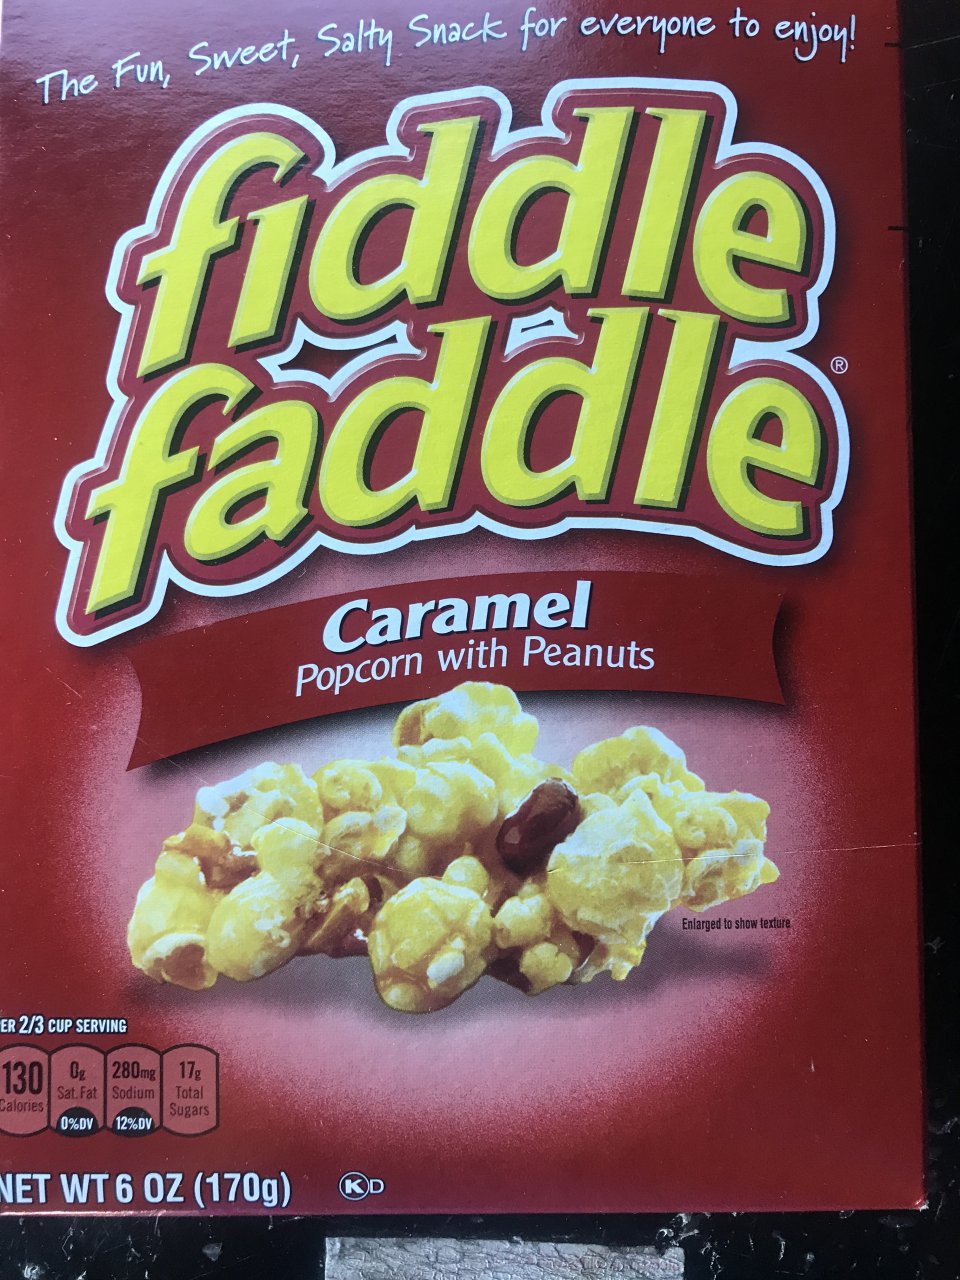 The Fun, Sweet, Salty Snack for everyone to enjoy!
fiddle
faddle®
Caramel
Popcorn with Peanuts
Enlarged to show texture
ER 2/3 CUP SERVING
130 Calories
0g Sat. Fat 0%DV
280mg Sodium 12%DV
17g Total Sugars
NET WT 6 OZ (170g) K D